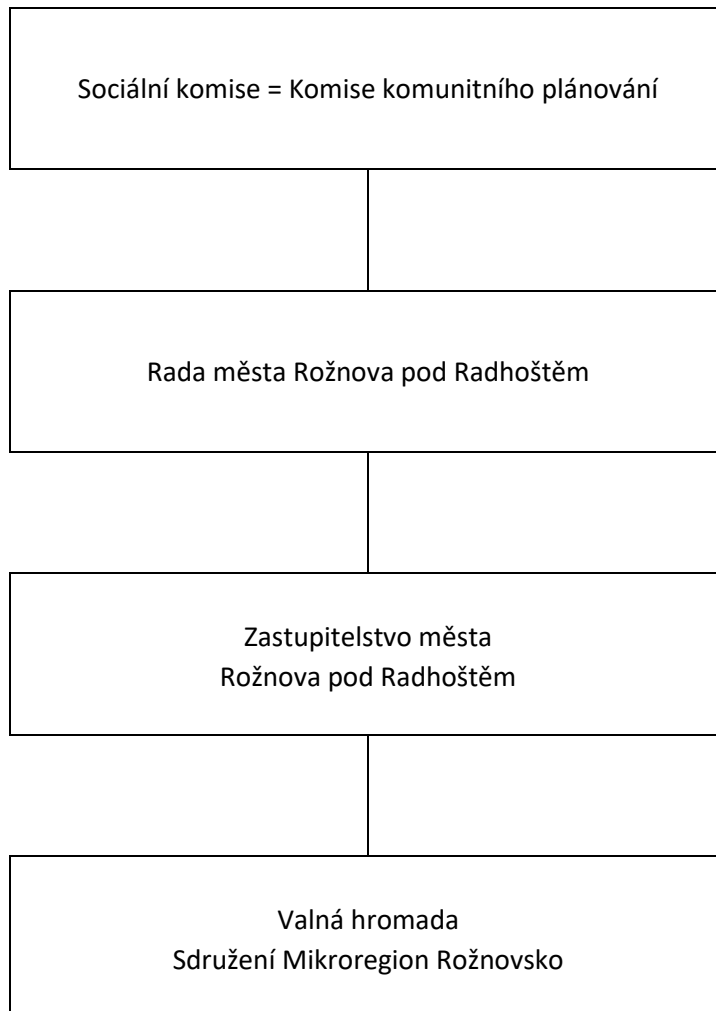 Sociální komise = Komise komunitního plánování
Rada města Rožnova pod Radhoštěm
Zastupitelstvo města
Rožnova pod Radhoštěm
Valná hromada
Sdružení Mikroregion Rožnovsko